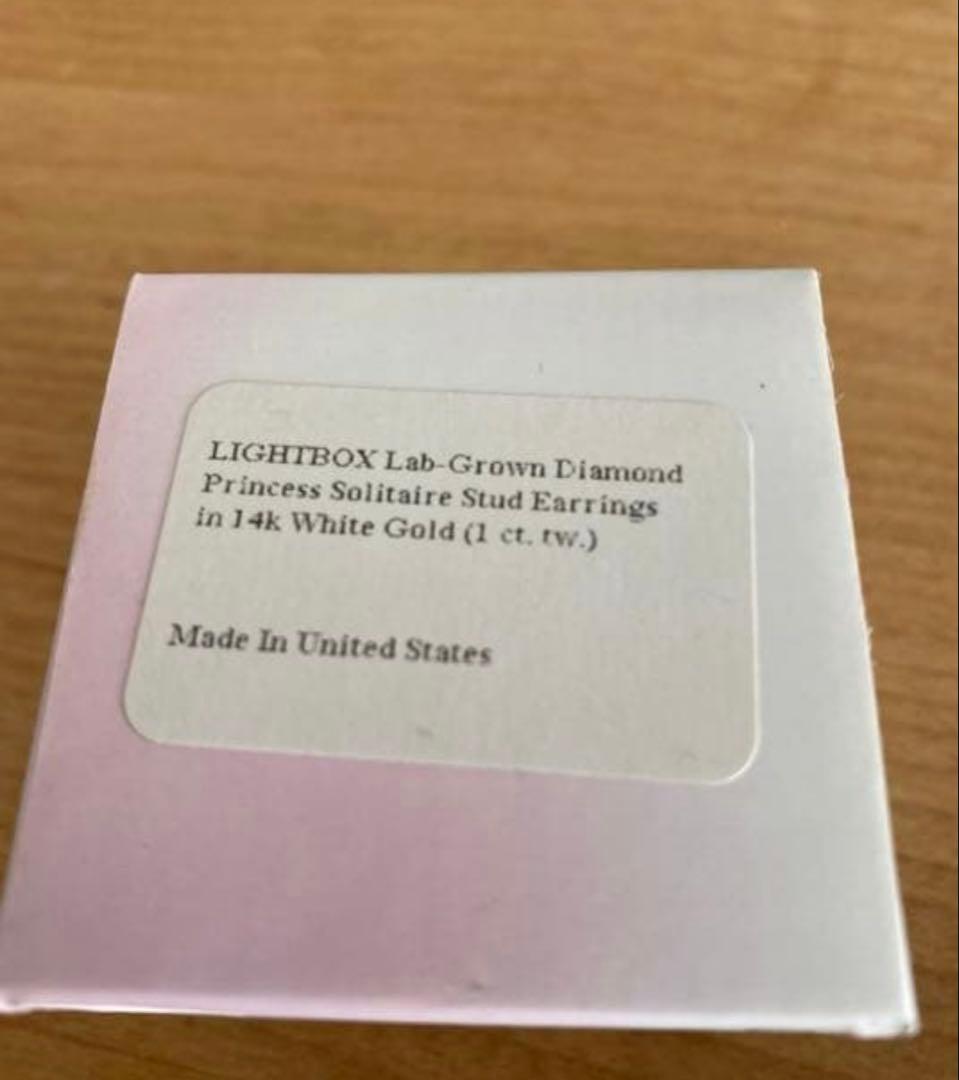 LIGHTBOX Lab-Grown Diamond
Princess Solitaire Stud Earrings
in 14k White Gold (1 ct. tw.)
Made In United States